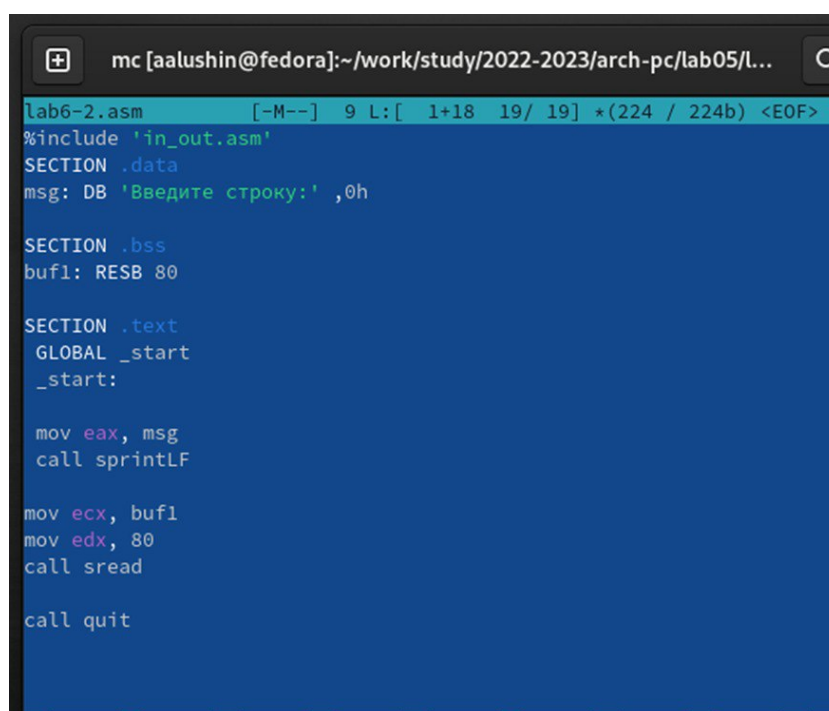 mc [aalushin@fedora]:~/work/study/2022-2023/arch-pc/lab05/l...
lab6-2.asm [-M--] 9 L:[ 1+18 19/ 19] *(224 / 224b) <EOF>
%include 'in_out.asm'
SECTION .data
msg: DB 'Введите строку:' ,0h
SECTION .bss
buf1: RESB 80
SECTION .text
GLOBAL _start
_start:
mov eax, msg
call sprintLF
mov ecx, buf1
mov edx, 80
call sread
call quit